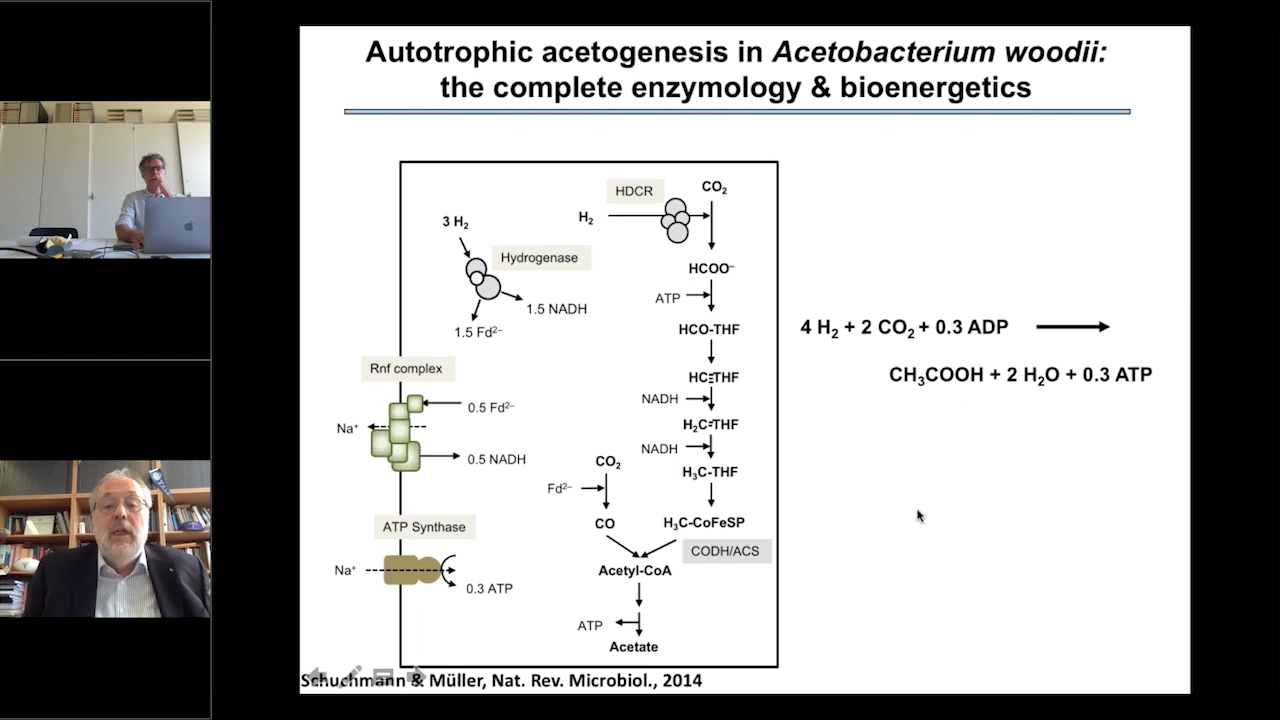 Autotrophic acetogenesis in Acetobacterium woodii:
the complete enzymology & bioenergetics
HDCR
CO₂
H₂
3 H₂
Hydrogenase
HCOO⁻
ATP
1.5 NADH
1.5 Fd²⁻
HCO-THF
4 H₂ + 2 CO₂ + 0.3 ADP
CH₃COOH + 2 H₂O + 0.3 ATP
Rnf complex
HC≡THF
NADH
0.5 Fd²⁻
Na⁺
H₂C=THF
NADH
0.5 NADH
CO₂
H₃C-THF
Fd²⁻
ATP Synthase
CO
H₃C-CoFeSP
CODH/ACS
Na⁺
Acetyl-CoA
0.3 ATP
ATP
Acetate
Schuchmann & Müller, Nat. Rev. Microbiol., 2014